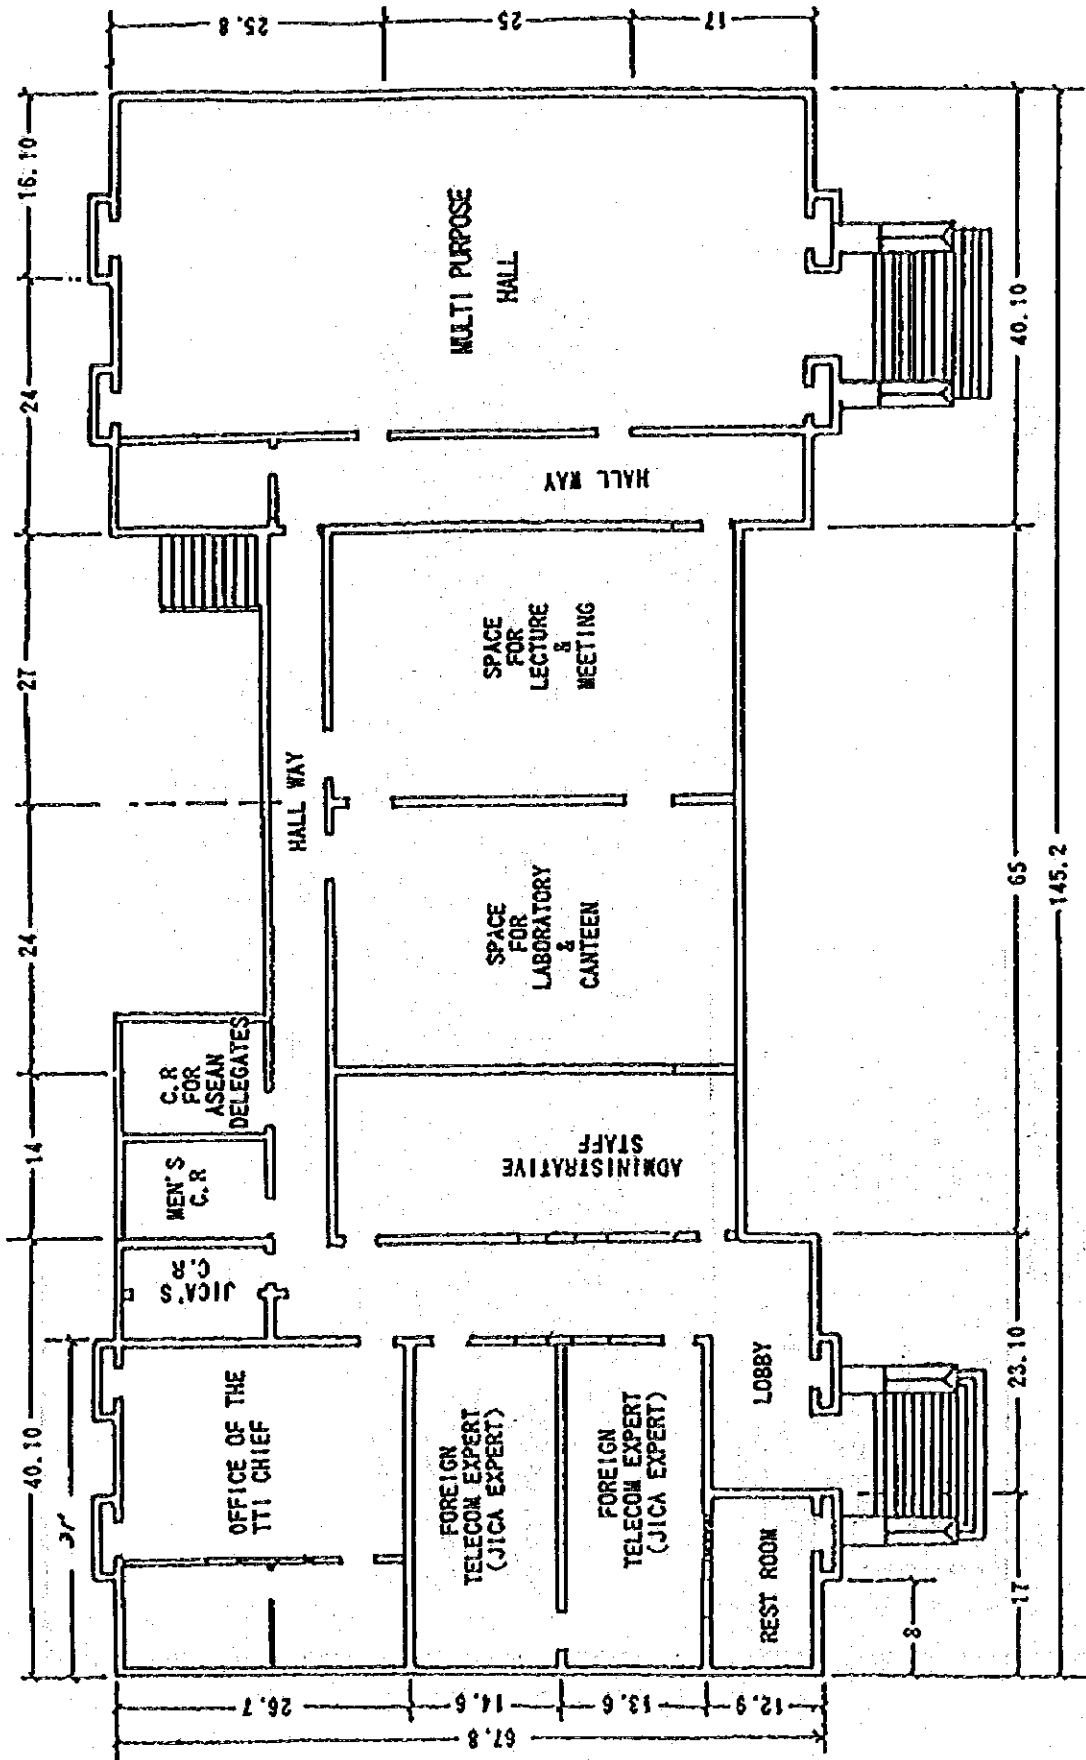 25.8
25
17
16.10
24
27
24
14
40.10
MULTI PURPOSE
HALL
HALL WAY
HALL WAY
SPACE
FOR
LECTURE
&
MEETING
SPACE
FOR
LABORATORY
&
CANTEEN
ADMINISTRATIVE
STAFF
C.R
FOR
ASEAN
DELEGATES
MEN'S
C.R
JICA'S
C.R
OFFICE OF THE
TTI CHIEF
FOREIGN
TELECOM EXPERT
(JICA EXPERT)
FOREIGN
TELECOM EXPERT
(JICA EXPERT)
LOBBY
REST ROOM
40.10
65
145.2
23.10
17
8
26.7
14.6
13.6
12.9
67.8